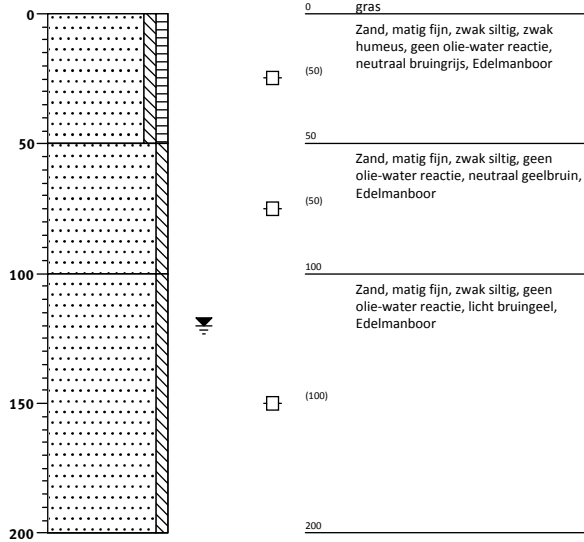 0
0
gras
Zand, matig fijn, zwak siltig, zwak
humeus, geen olie-water reactie,
neutraal bruingrijs, Edelmanboor
(50)
50
50
Zand, matig fijn, zwak siltig, geen
olie-water reactie, neutraal geelbruin,
Edelmanboor
(50)
100
100
Zand, matig fijn, zwak siltig, geen
olie-water reactie, licht bruingeel,
Edelmanboor
150
(100)
200
200